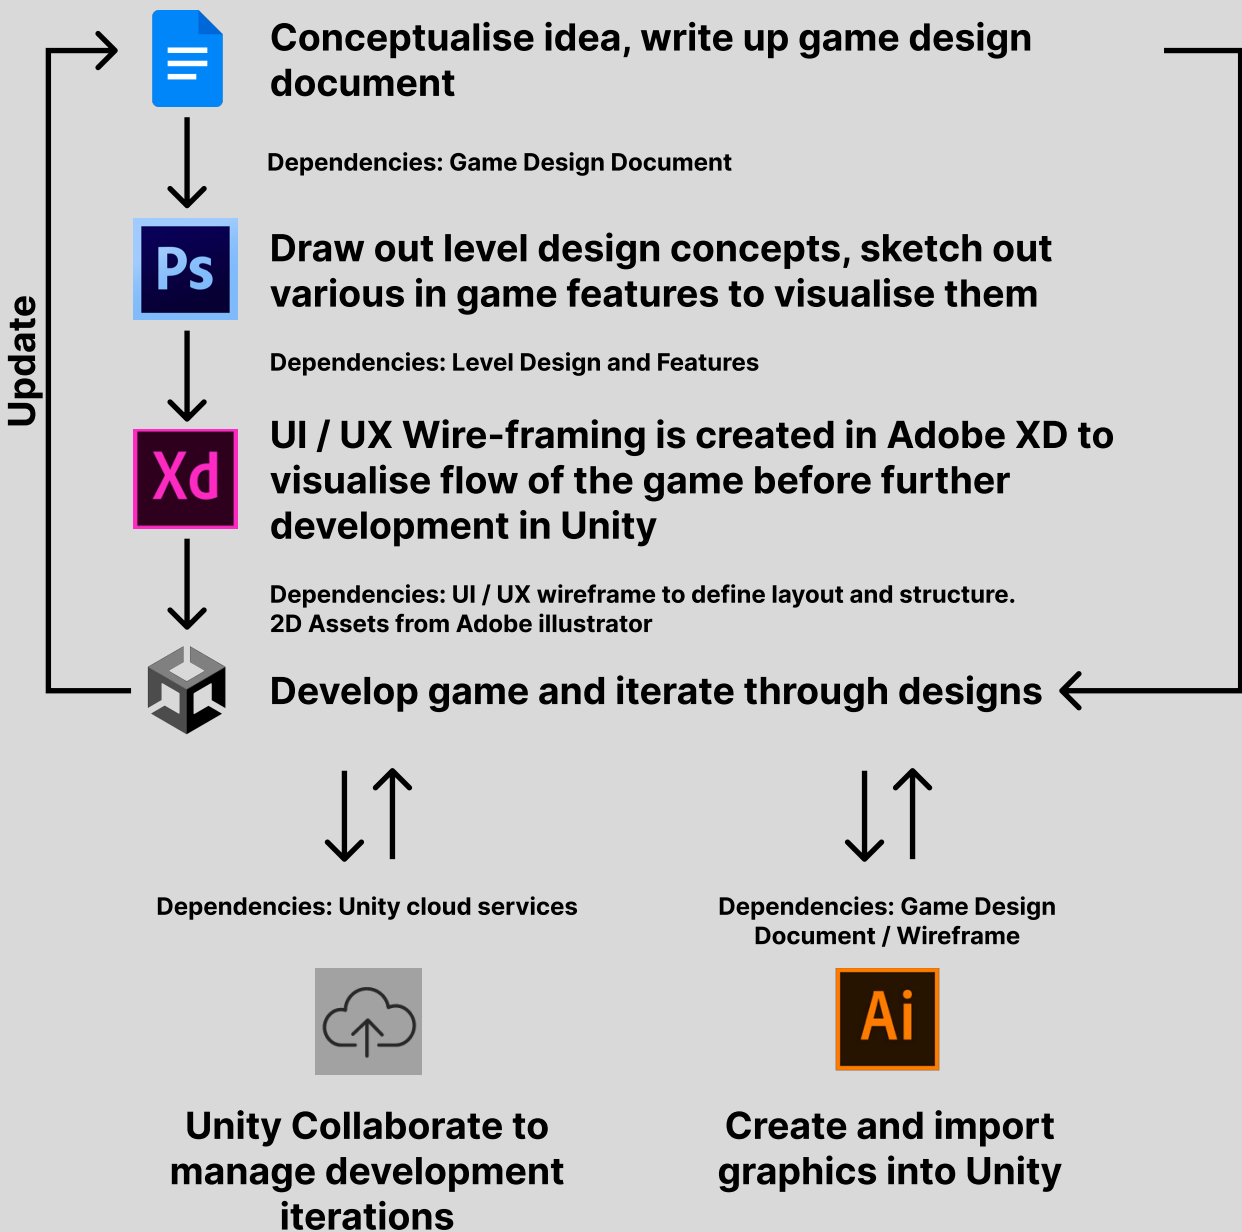 Conceptualise idea, write up game design
document
Dependencies: Game Design Document
Ps
Draw out level design concepts, sketch out
various in game features to visualise them
Update
Dependencies: Level Design and Features
Xd
UI / UX Wire-framing is created in Adobe XD to
visualise flow of the game before further
development in Unity
Dependencies: UI / UX wireframe to define layout and structure.
2D Assets from Adobe illustrator
Develop game and iterate through designs
Dependencies: Unity cloud services
Dependencies: Game Design
Document / Wireframe
Ai
Unity Collaborate to
manage development
iterations
Create and import
graphics into Unity